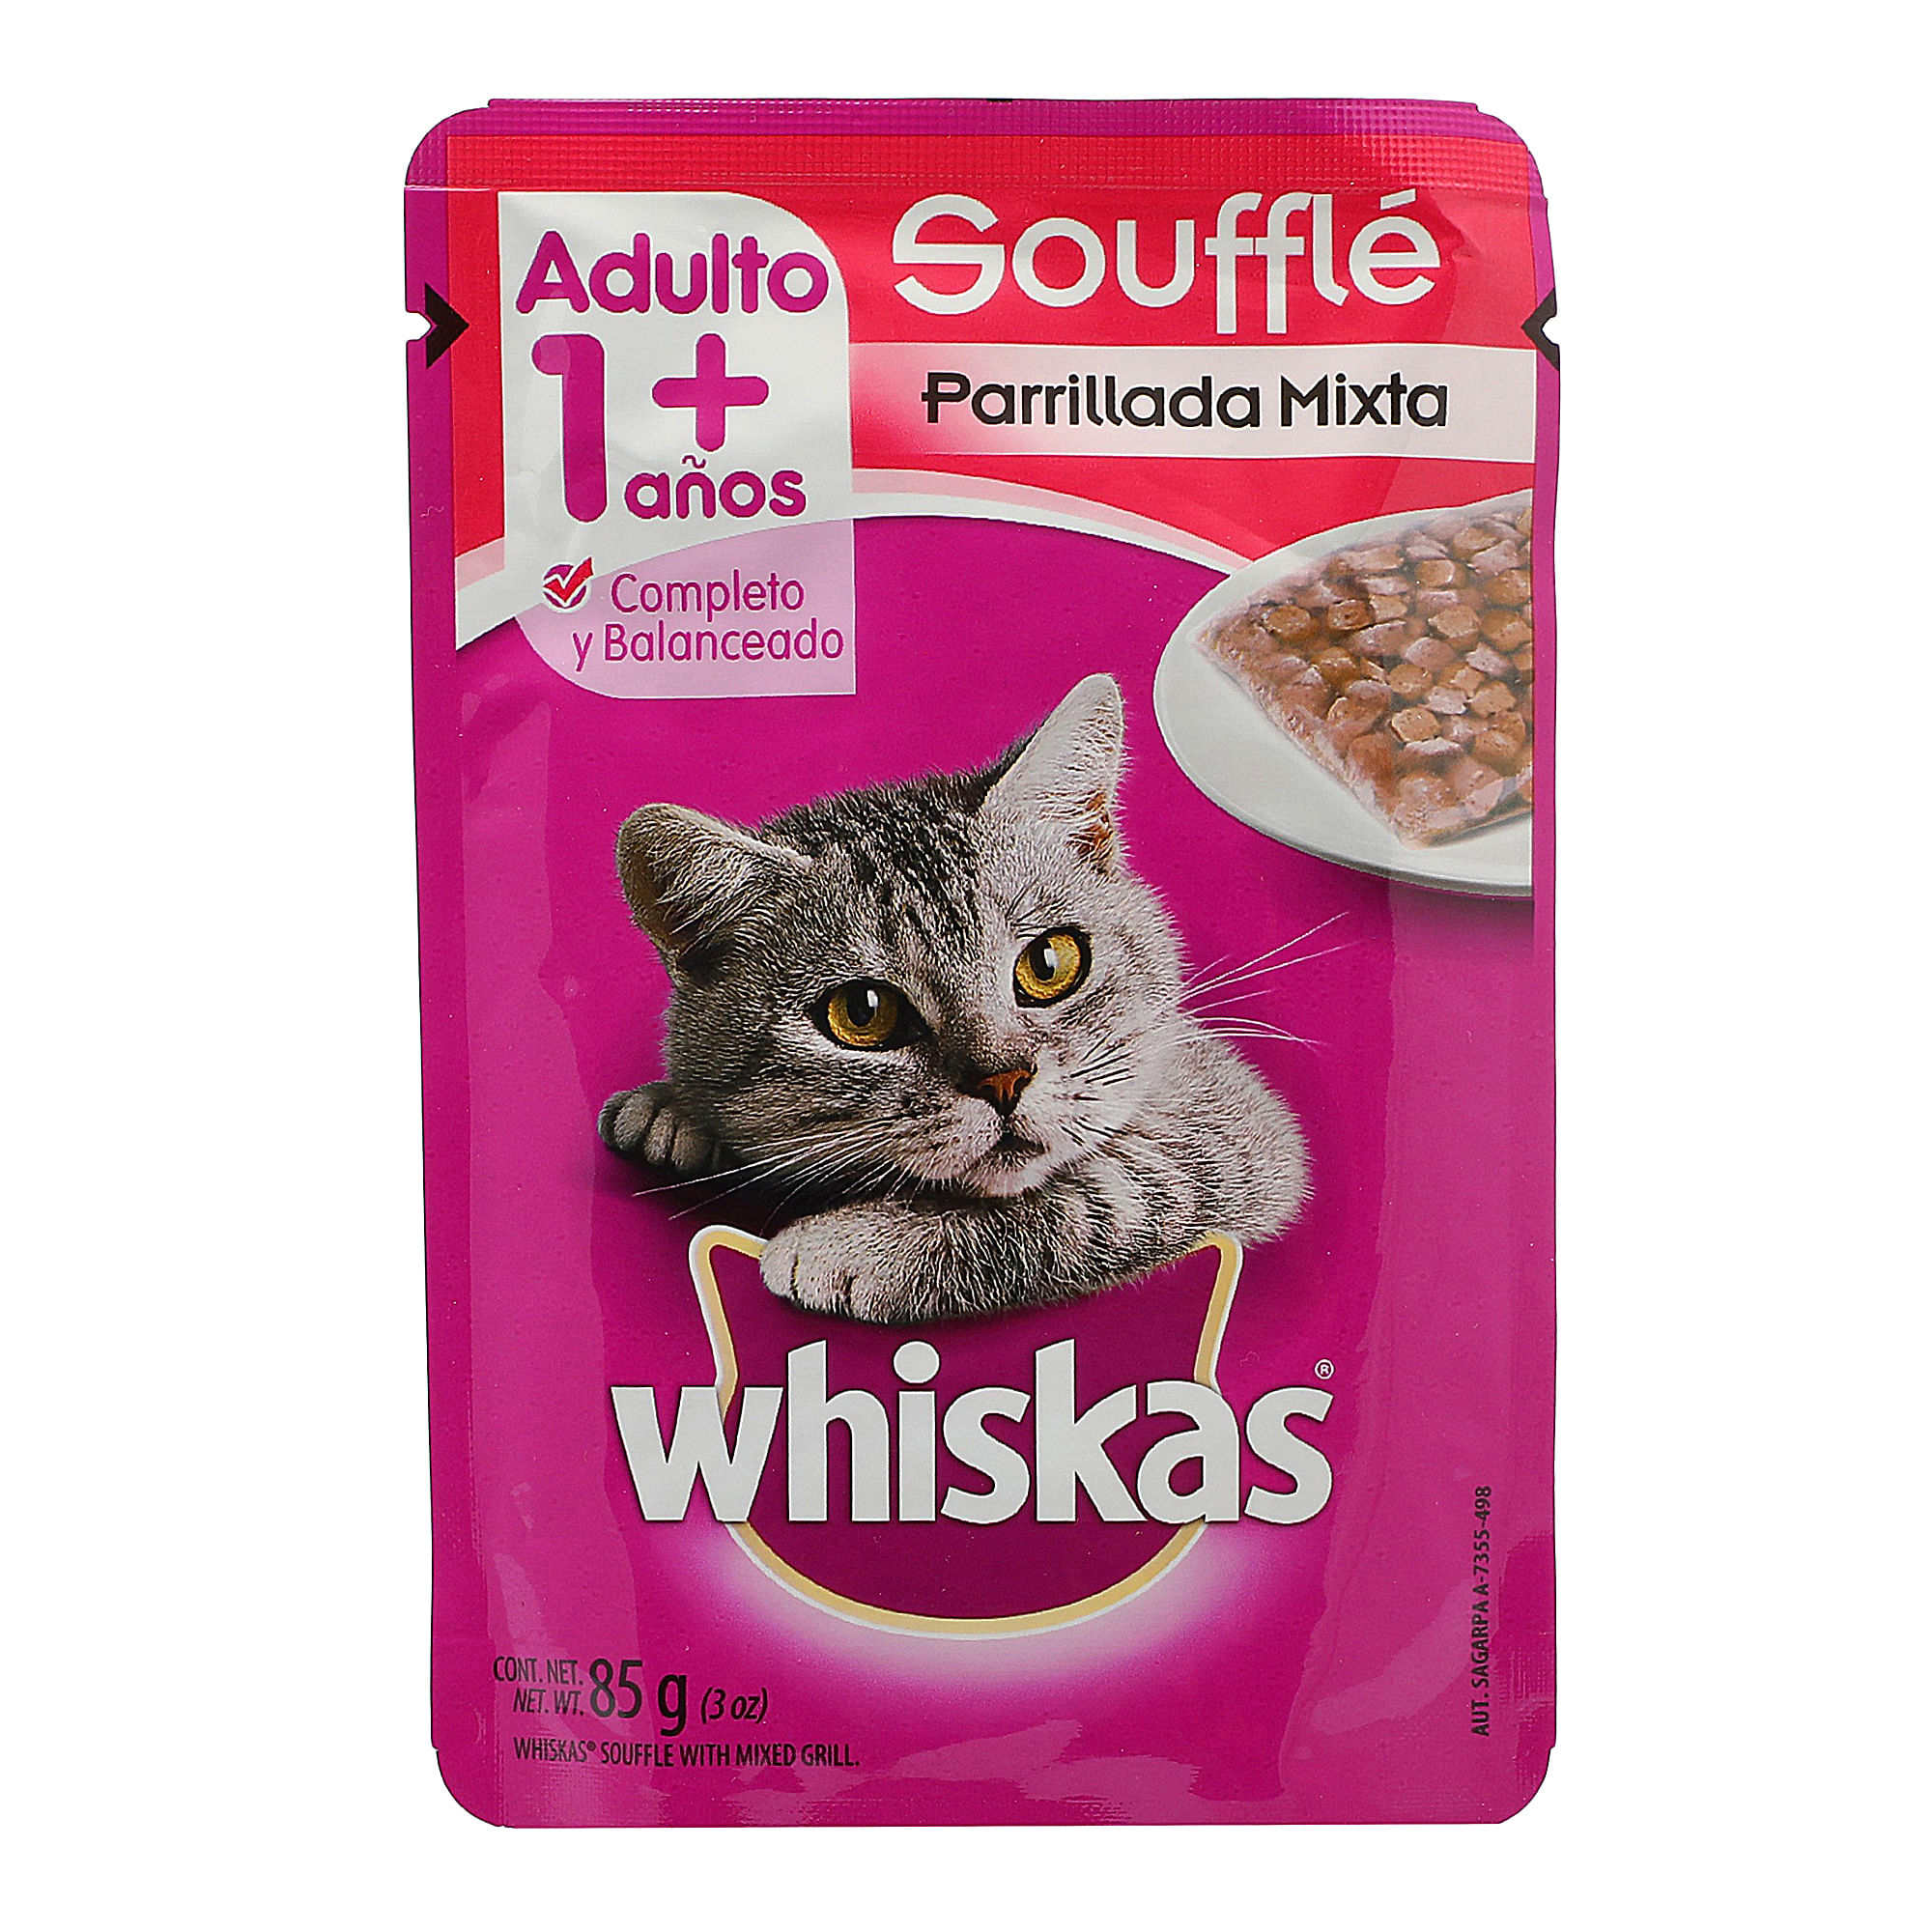 Adulto
1+
años
Completo
y Balanceado
Soufflé
Parrillada Mixta
whiskas®
CONT. NET.
NET. WT. 85 g (3 oz)
WHISKAS® SOUFFLE WITH MIXED GRILL.
AUT. SAGARPA A-7355-498